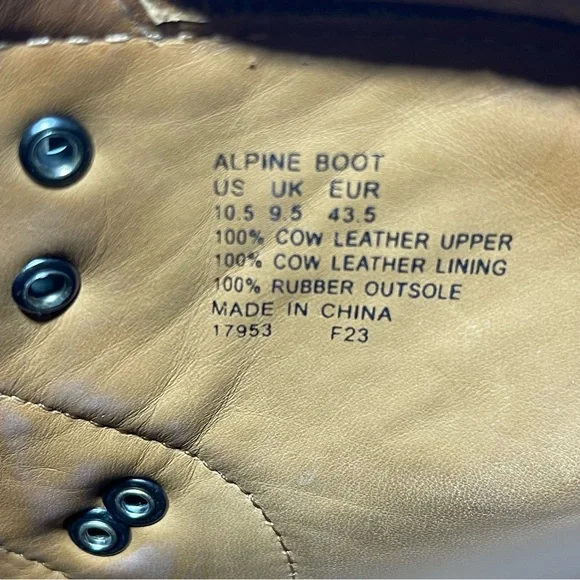 ALPINE BOOT
US UK EUR
10.5 9.5 43.5
100% COW LEATHER UPPER
100% COW LEATHER LINING
100% RUBBER OUTSOLE
MADE IN CHINA
17953 F23